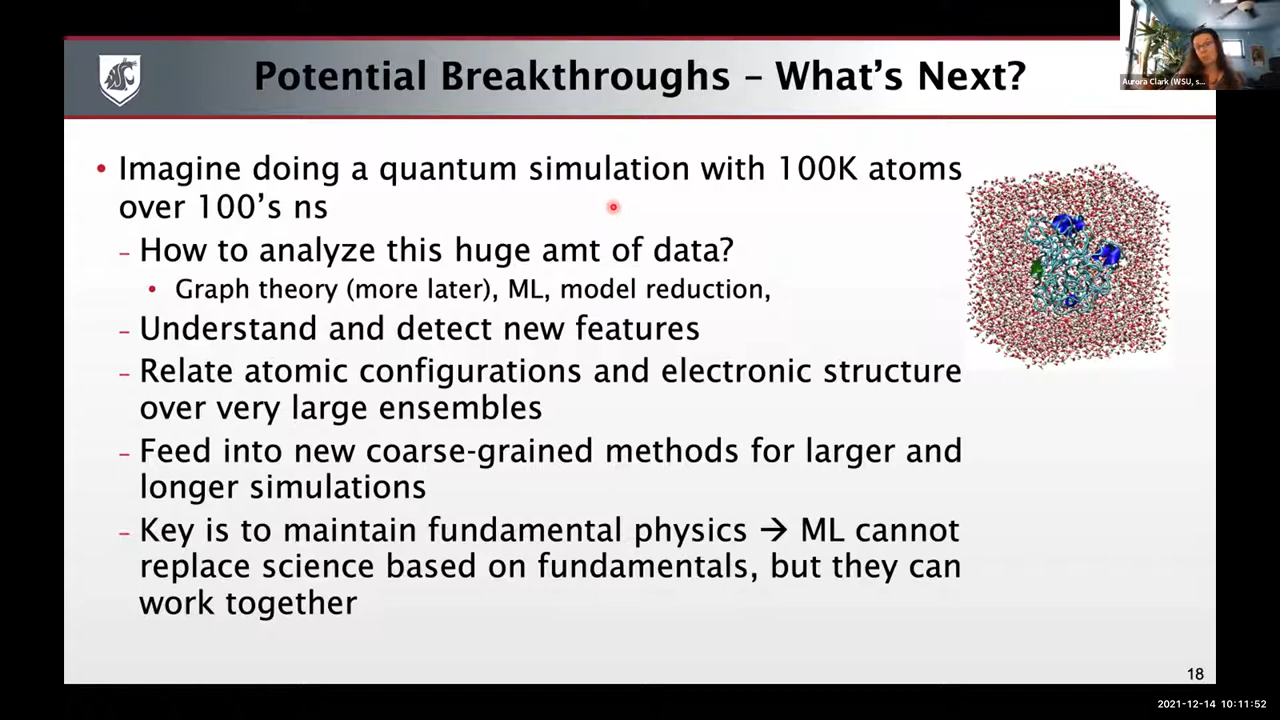 Potential Breakthroughs – What's Next?
Aurora Clark (WSU, s...
• Imagine doing a quantum simulation with 100K atoms
over 100's ns
– How to analyze this huge amt of data?
• Graph theory (more later), ML, model reduction,
– Understand and detect new features
– Relate atomic configurations and electronic structure
over very large ensembles
– Feed into new coarse-grained methods for larger and
longer simulations
– Key is to maintain fundamental physics → ML cannot
replace science based on fundamentals, but they can
work together
18
2021-12-14 10:11:52